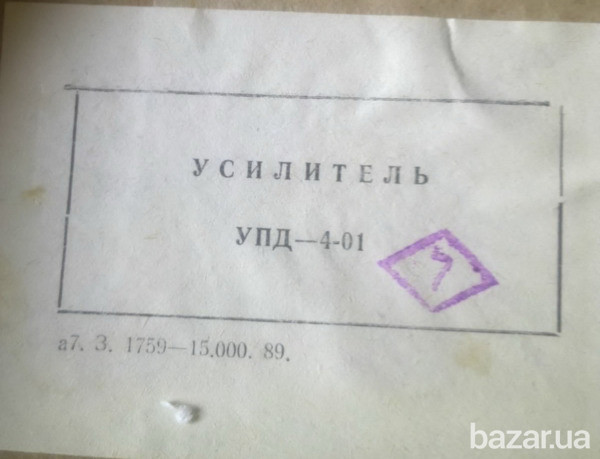 УСИЛИТЕЛЬ
УПД—4-01
а7. З. 1759—15.000. 89.
bazar.ua